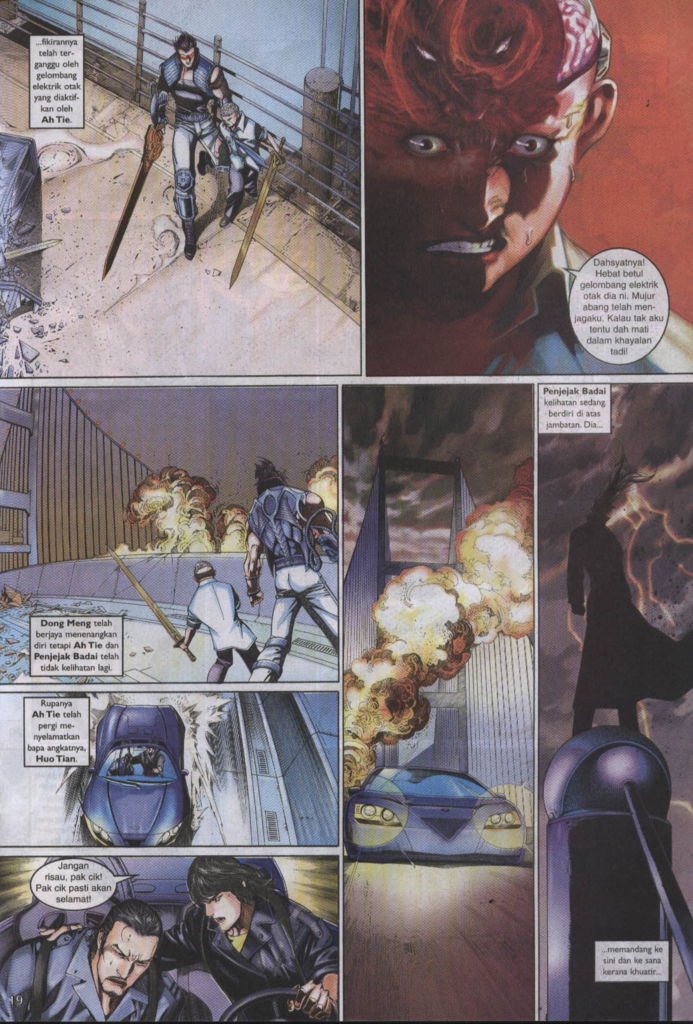 ...fikirannya
telah ter-
ganggu oleh
gelombang
elektrik otak
yang diaktif-
kan oleh
Ah Tie.
Dahsyatnya!
Hebat betul
gelombang elektrik
otak dia ni. Mujur
abang telah men-
jagaku. Kalau tak aku
tentu dah mati
dalam khayalan
tadi!
Dong Meng telah
berjaya menenangkan
diri tetapi Ah Tie dan
Penjejak Badai telah
tidak kelihatan lagi.
Rupanya
Ah Tie telah
pergi me-
nyelamatkan
bapa angkatnya,
Huo Tian.
Jangan
risau, pak cik!
Pak cik pasti akan
selamat!
Penjejak Badai
kelihatan sedang
berdiri di atas
jambatan. Dia...
...memandang ke
sini dan ke sana
kerana khuatir...
19